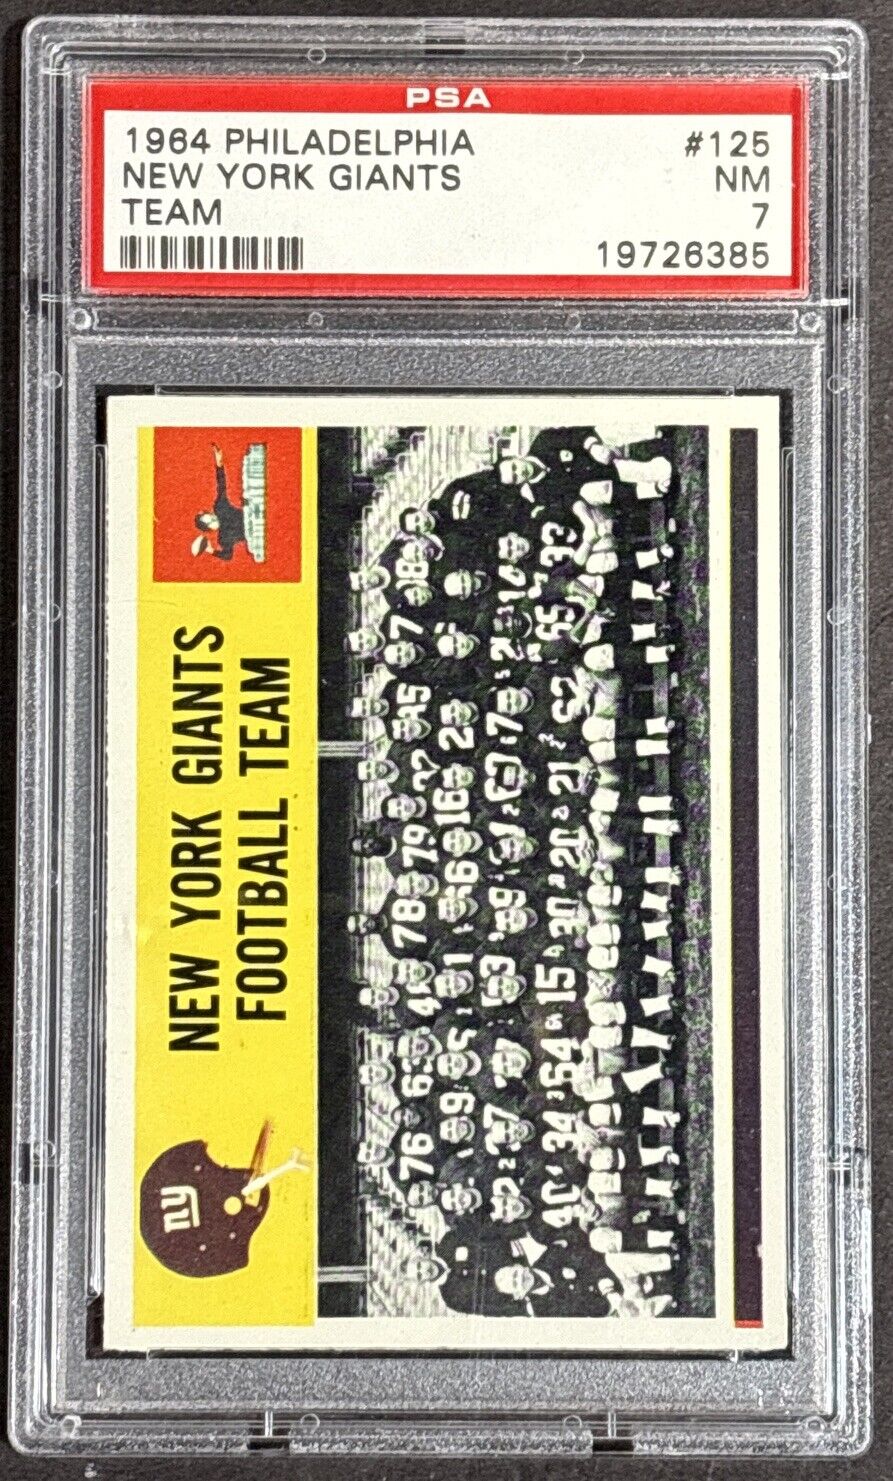 PSA
1964 PHILADELPHIA #125
NEW YORK GIANTS NM
TEAM 7
19726385
NEW YORK GIANTS
FOOTBALL TEAM
ny